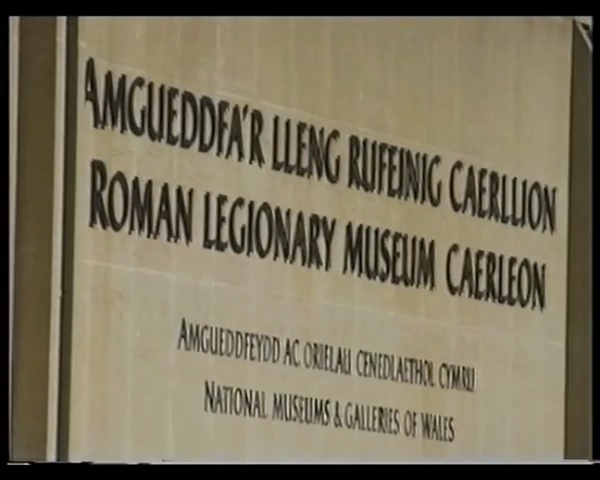 AMGUEDDFA'R LLENG RUFEINIG CAERLLION
ROMAN LEGIONARY MUSEUM CAERLEON
AMGUEDDFEYDD AC ORIELAU CENEDLAETHOL CYMRU
NATIONAL MUSEUMS & GALLERIES OF WALES